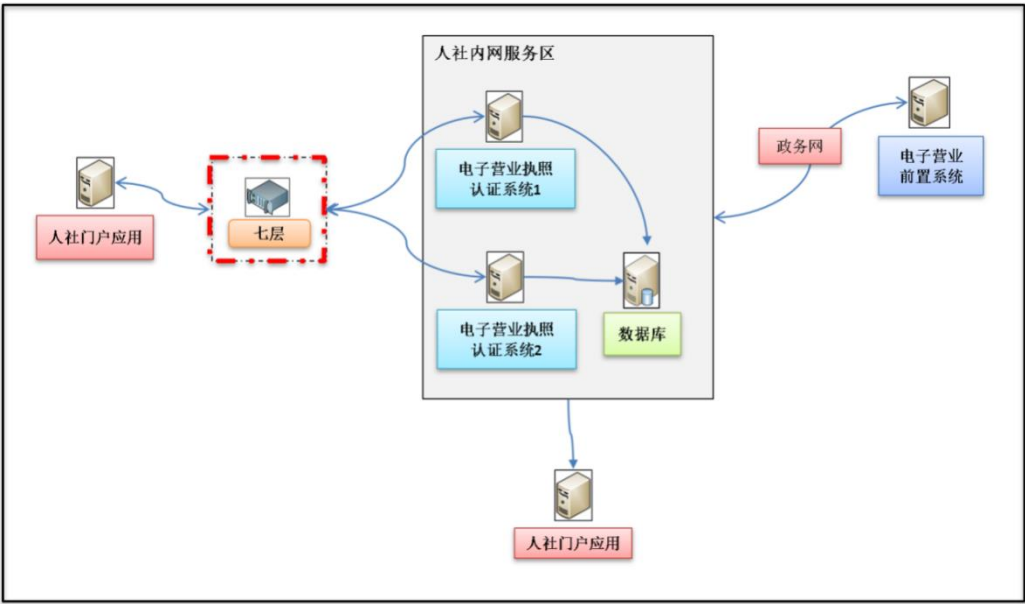 人社内网服务区
电子营业执照
认证系统1
政务网
电子营业
前置系统
人社门户应用
七层
电子营业执照
认证系统2
数据库
人社门户应用